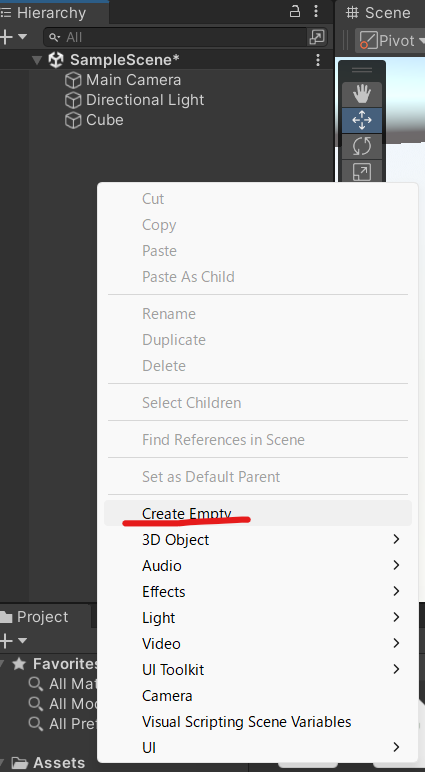 Hierarchy
Scene
All
Pivot
SampleScene*
Main Camera
Directional Light
Cube
Cut
Copy
Paste
Paste As Child
Rename
Duplicate
Delete
Select Children
Find References in Scene
Set as Default Parent
Create Empty
3D Object
Audio
Effects
Light
Video
UI Toolkit
Camera
Visual Scripting Scene Variables
UI
Project
Favorites
All Mat
All Mod
All Pref
Assets